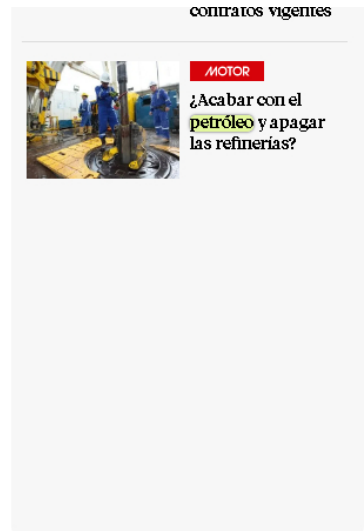 contratos vigentes
MOTOR
¿Acabar con el
petróleo y apagar
las refinerías?